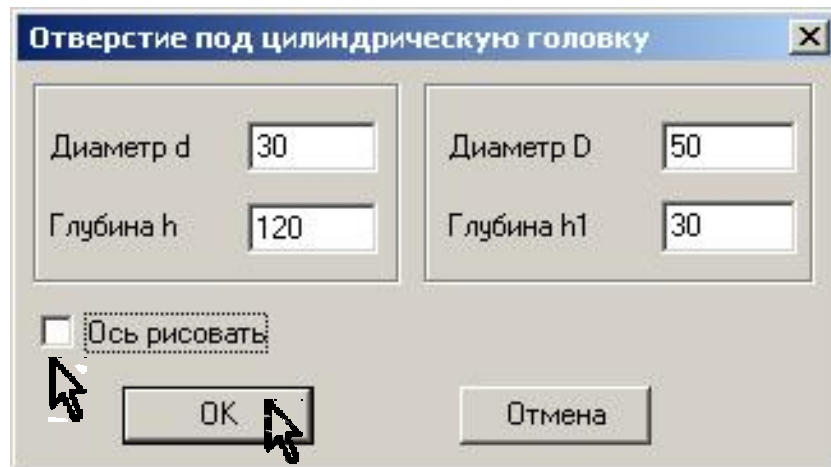 Отверстие под цилиндрическую головку
Диаметр d 30 Диаметр D 50
Глубина h 120 Глубина h1 30
Ось рисовать
OK Отмена